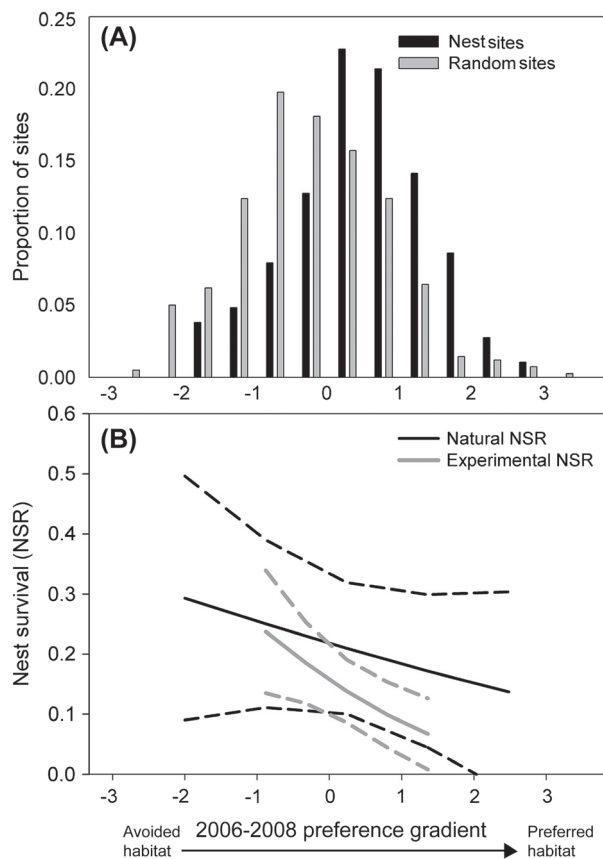 (A)
Nest sites
Random sites
Proportion of sites
0.25
0.20
0.15
0.10
0.05
0.00
-3 -2 -1 0 1 2 3
(B)
Natural NSR
Experimental NSR
Nest survival (NSR)
0.6
0.5
0.4
0.3
0.2
0.1
0.0
-3 -2 -1 0 1 2 3
Avoided habitat
2006-2008 preference gradient
Preferred habitat